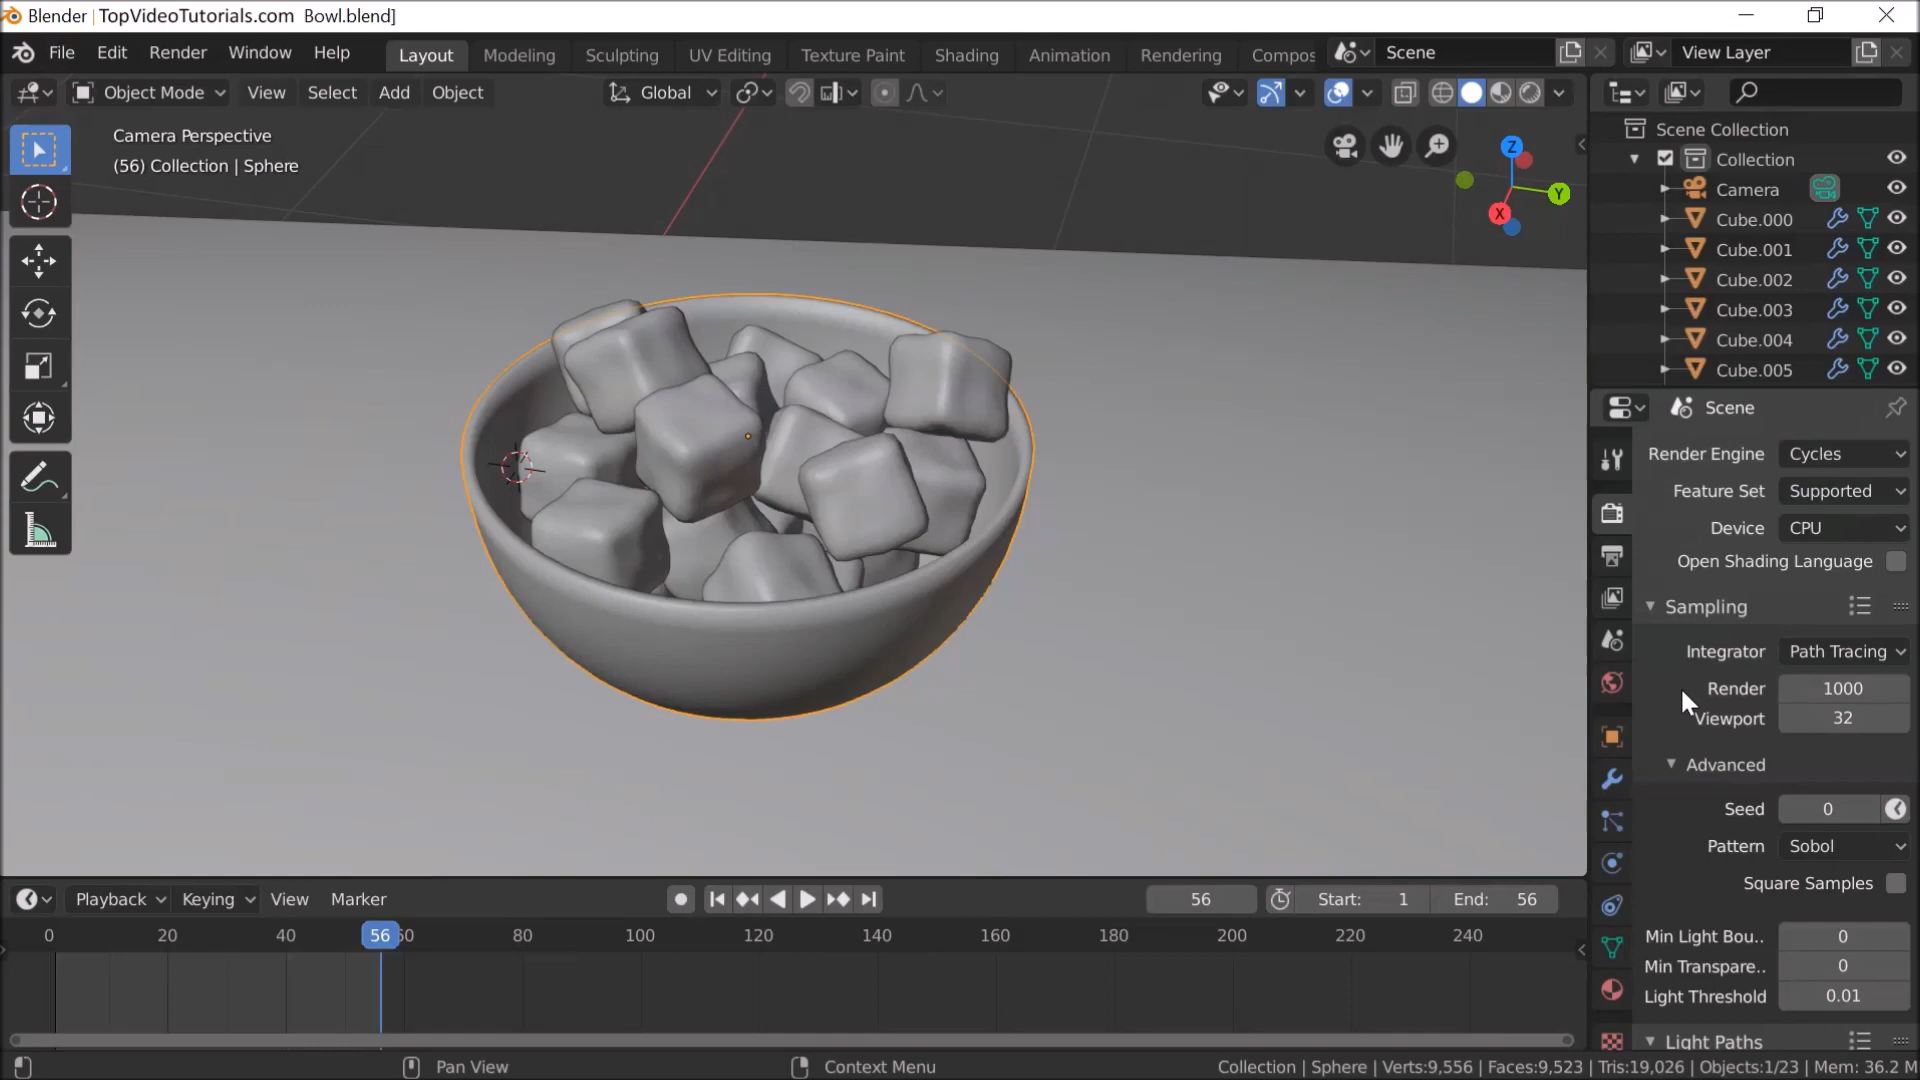 Blender | TopVideoTutorials.com Bowl.blend]
File Edit Render Window Help
Layout Modeling Sculpting UV Editing Texture Paint Shading Animation Rendering Compos
Scene
View Layer
Object Mode View Select Add Object
Global
Camera Perspective
(56) Collection | Sphere
Z
Y
X
Scene Collection
Collection
Camera
Cube.000
Cube.001
Cube.002
Cube.003
Cube.004
Cube.005
Scene
Render Engine Cycles
Feature Set Supported
Device CPU
Open Shading Language
Sampling
Integrator Path Tracing
Render 1000
Viewport 32
Advanced
Seed 0
Pattern Sobol
Square Samples
Min Light Bou.. 0
Min Transpare.. 0
Light Threshold 0.01
Light Paths
Playback Keying View Marker
56 Start: 1 End: 56
0 20 40 56 60 80 100 120 140 160 180 200 220 240
Pan View
Context Menu
Collection | Sphere | Verts:9,556 | Faces:9,523 | Tris:19,026 | Objects:1/23 | Mem: 36.2 M